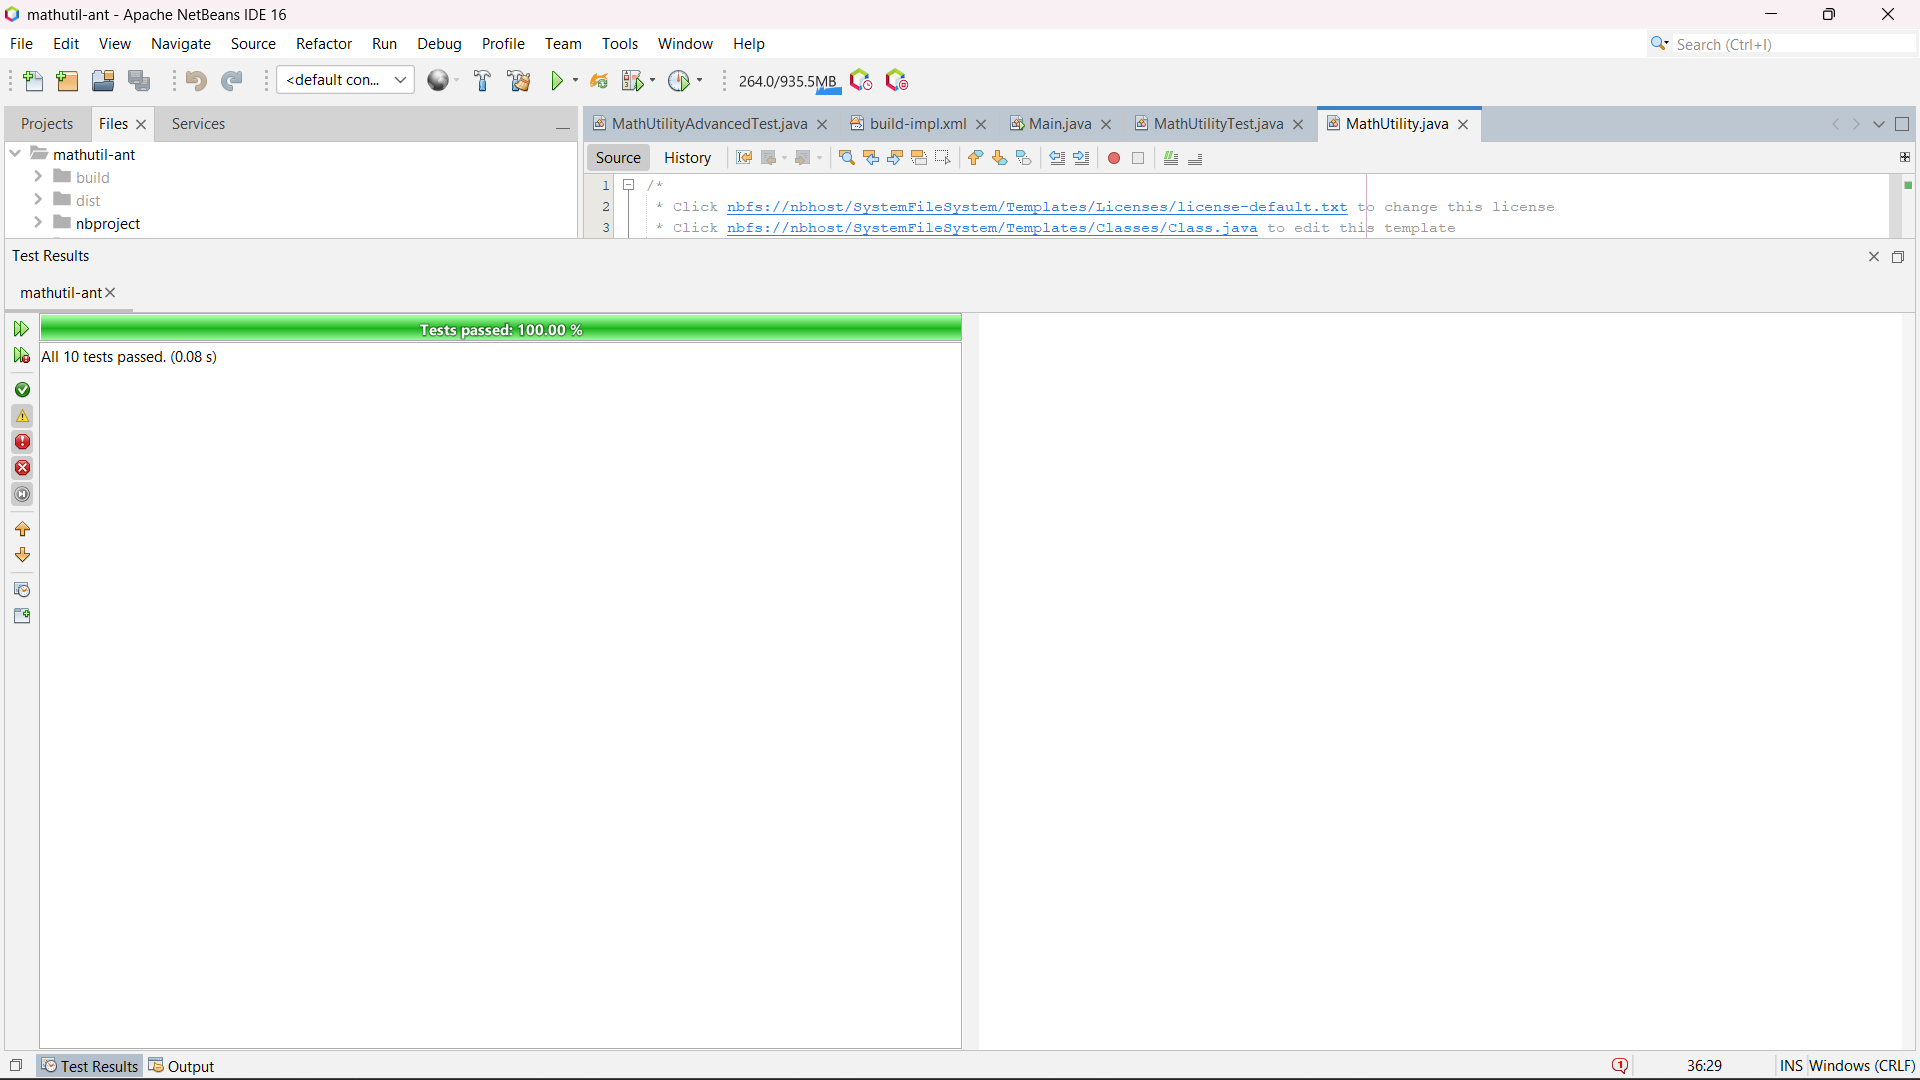 mathutil-ant - Apache NetBeans IDE 16
File Edit View Navigate Source Refactor Run Debug Profile Team Tools Window Help
Search (Ctrl+I)
<default con...
264.0/935.5MB
Projects Files Services
MathUtilityAdvancedTest.java build-impl.xml Main.java MathUtilityTest.java MathUtility.java
mathutil-ant
build
dist
nbproject
Source History
1 /*
2 * Click nbfs://nbhost/SystemFileSystem/Templates/Licenses/license-default.txt to change this license
3 * Click nbfs://nbhost/SystemFileSystem/Templates/Classes/Class.java to edit this template
Test Results
mathutil-ant
Tests passed: 100.00 %
All 10 tests passed. (0.08 s)
Test Results Output
1 36:29 INS Windows (CRLF)